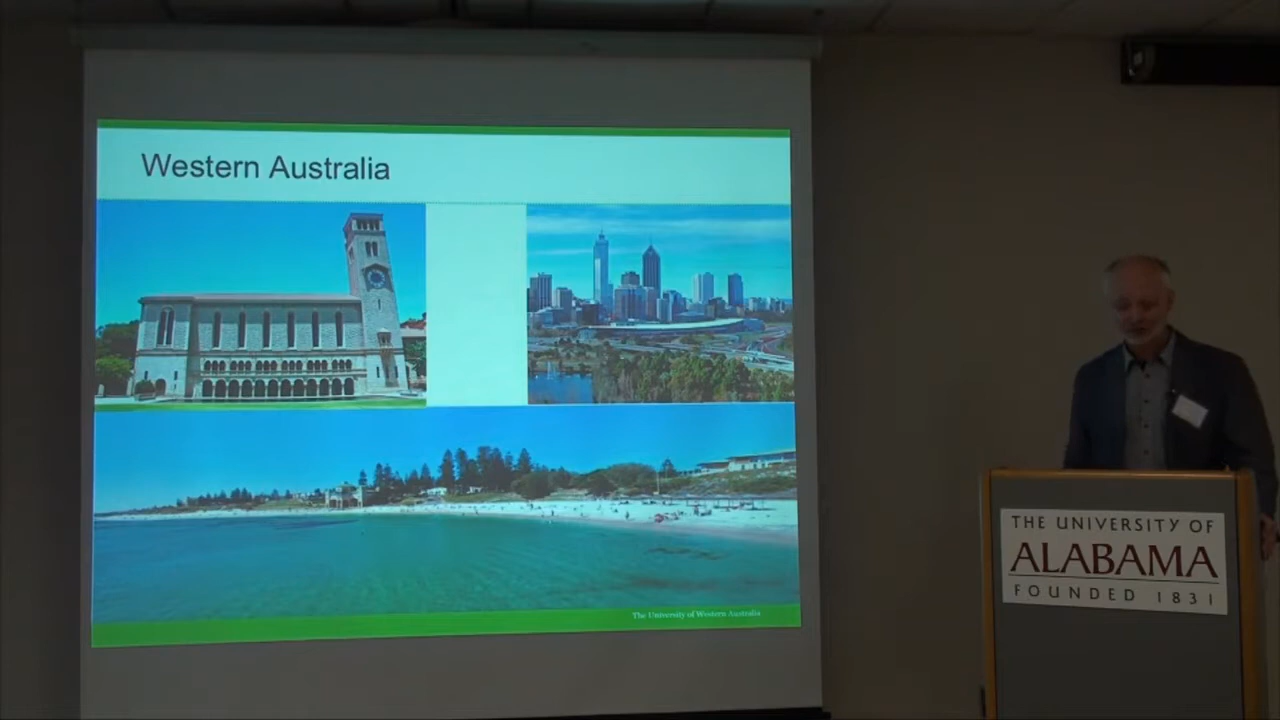 Western Australia
The University of Western Australia
THE UNIVERSITY OF
ALABAMA
FOUNDED 1831